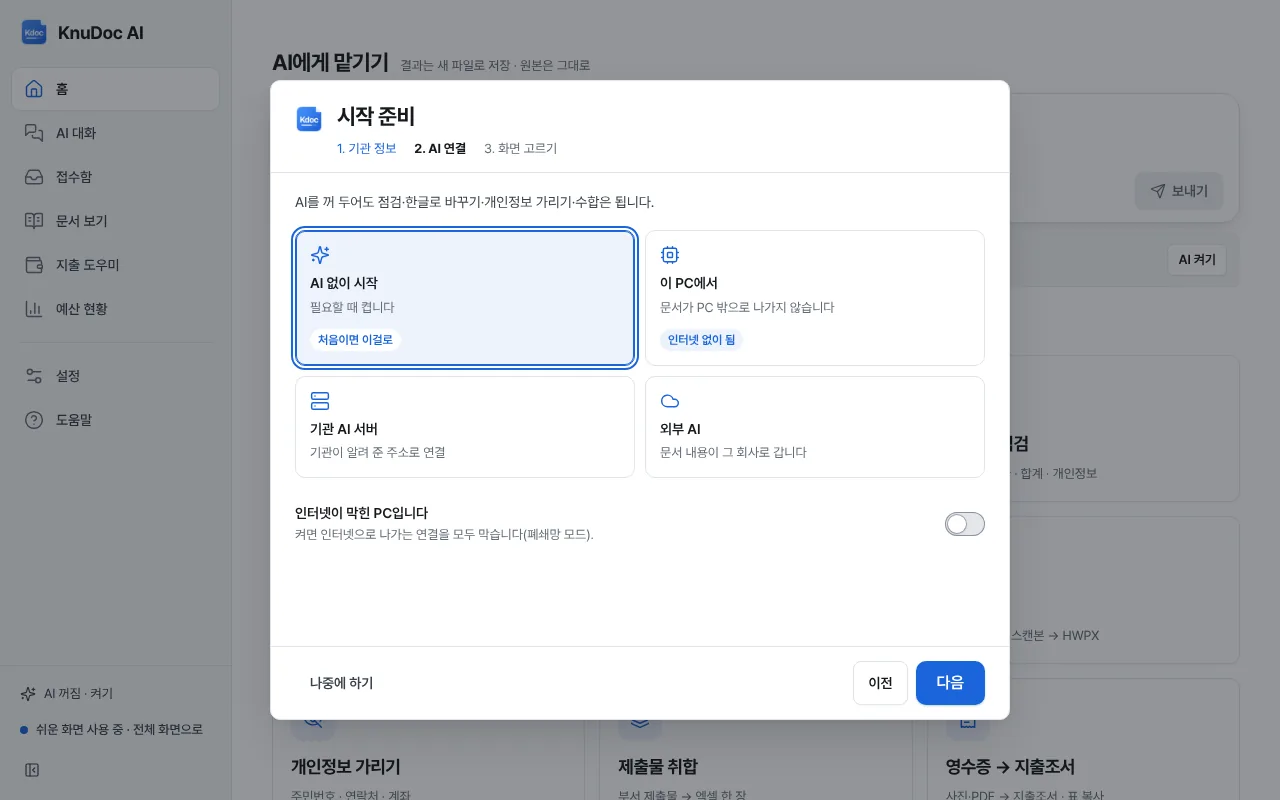 Kdoc KnuDoc AI
홈
AI 대화
접수함
문서 보기
지출 도우미
예산 현황
설정
도움말
AI 꺼짐 · 켜기
쉬운 화면 사용 중 · 전체 화면으로
AI에게 맡기기 결과는 새 파일로 저장 · 원본은 그대로
보내기
AI 켜기
Kdoc 시작 준비
1. 기관 정보 2. AI 연결 3. 화면 고르기
AI를 꺼 두어도 점검·한글로 바꾸기·개인정보 가리기·수합은 됩니다.
AI 없이 시작
필요할 때 켭니다
처음이면 이걸로
이 PC에서
문서가 PC 밖으로 나가지 않습니다
인터넷 없이 됨
기관 AI 서버
기관이 알려 준 주소로 연결
외부 AI
문서 내용이 그 회사로 갑니다
인터넷이 막힌 PC입니다
켜면 인터넷으로 나가는 연결을 모두 막습니다(폐쇄망 모드).
나중에 하기
이전
다음
· 합계 · 개인정보
스캔본 → HWPX
개인정보 가리기
주민번호 · 연락처 · 계좌
제출물 취합
부서 제출물 → 엑셀 한 장
영수증 → 지출조서
사진·PDF → 지출조서 · 표 복사